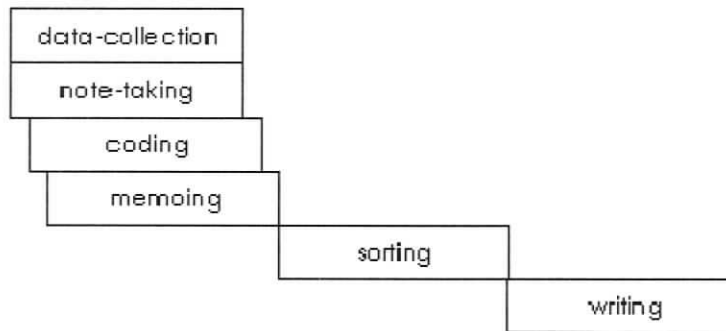 data-collection
note-taking
coding
memoing
sorting
writing